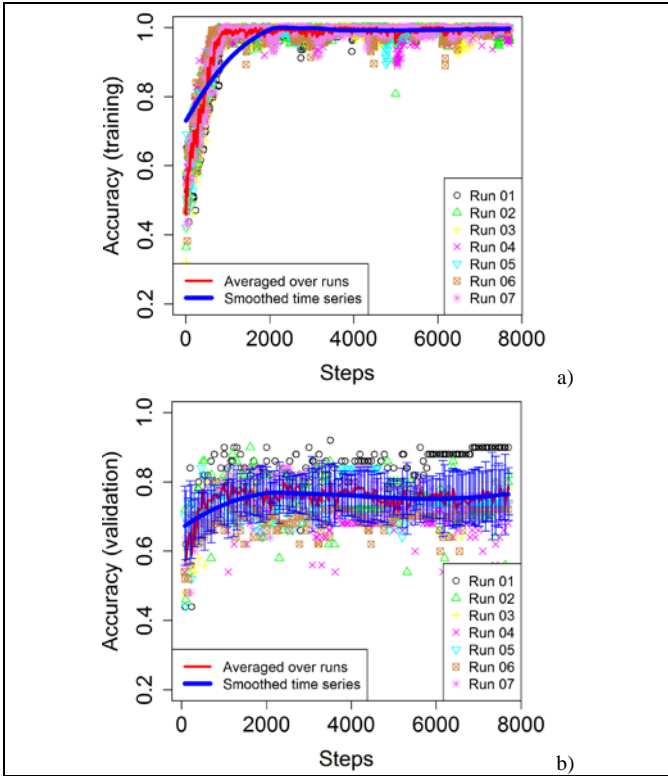 1.0
0.8
0.6
0.4
0.2
Accuracy (training)
Run 01
Run 02
Run 03
Run 04
Run 05
Run 06
Run 07
Averaged over runs
Smoothed time series
0 2000 4000 6000 8000
Steps
a)
1.0
0.8
0.6
0.4
0.2
Accuracy (validation)
Run 01
Run 02
Run 03
Run 04
Run 05
Run 06
Run 07
Averaged over runs
Smoothed time series
0 2000 4000 6000 8000
Steps
b)